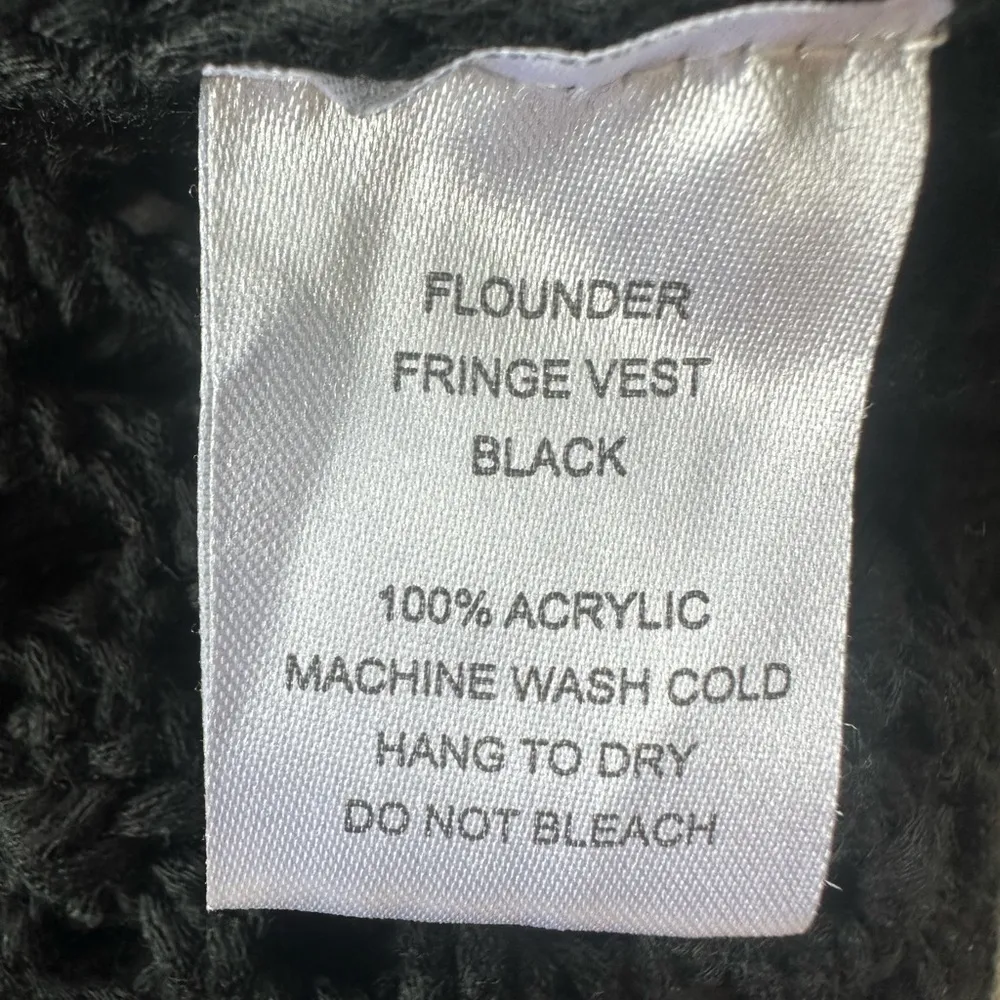 FLOUNDER
FRINGE VEST
BLACK
100% ACRYLIC
MACHINE WASH COLD
HANG TO DRY
DO NOT BLEACH